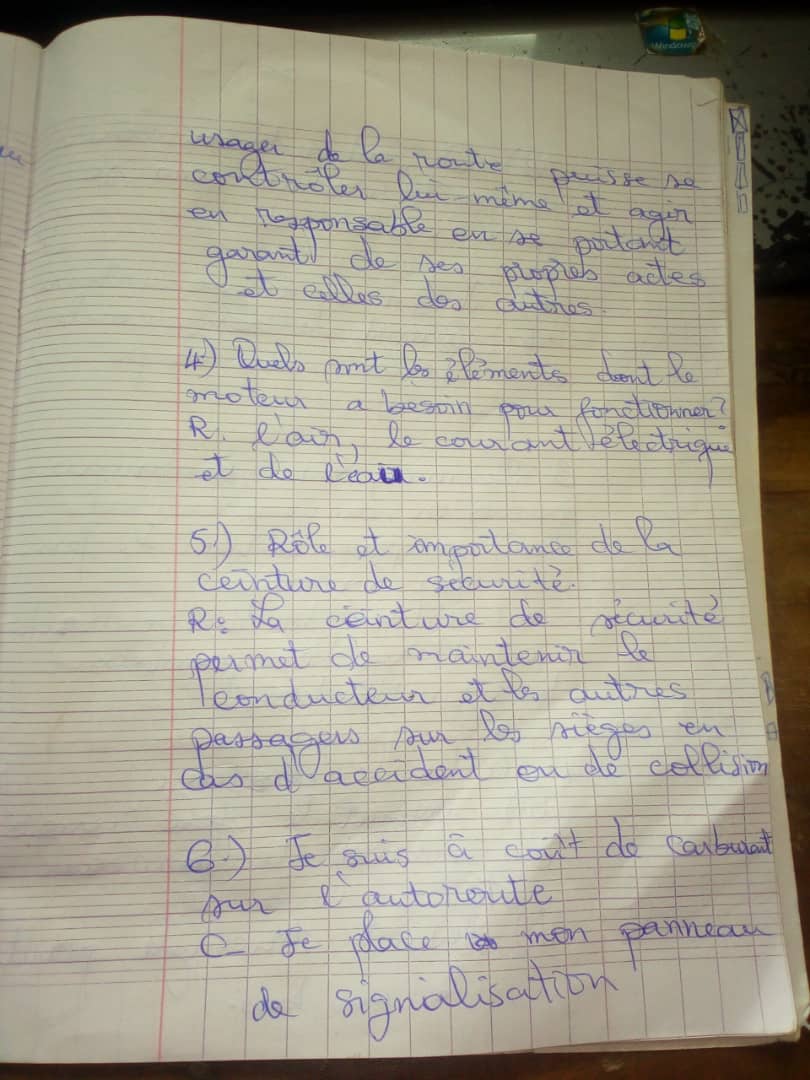 usager de la route puisse se
contrôler lui-même et agir
en responsable en se portant
garant de ses propres actes
et celles des autres.
4) Quels sont les éléments dont le
moteur a besoin pour fonctionner?
R. l'air, le courant électrique
et de l'eau.
5) Rôle et importance de la
ceinture de sécurité.
R: La ceinture de sécurité
permet de maintenir le
conducteur et les autres
passagers sur les sièges en
cas d'accident ou de collision
6.) Je suis à coût de carburant
sur l'autoroute
C- Je place mon panneau
de signalisation
Windows